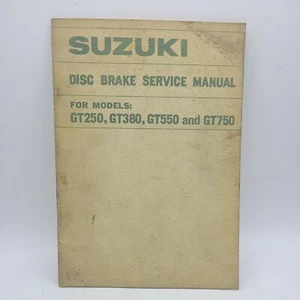 SUZUKI
DISC BRAKE SERVICE MANUAL
FOR MODELS:
GT250, GT380, GT550 and GT750